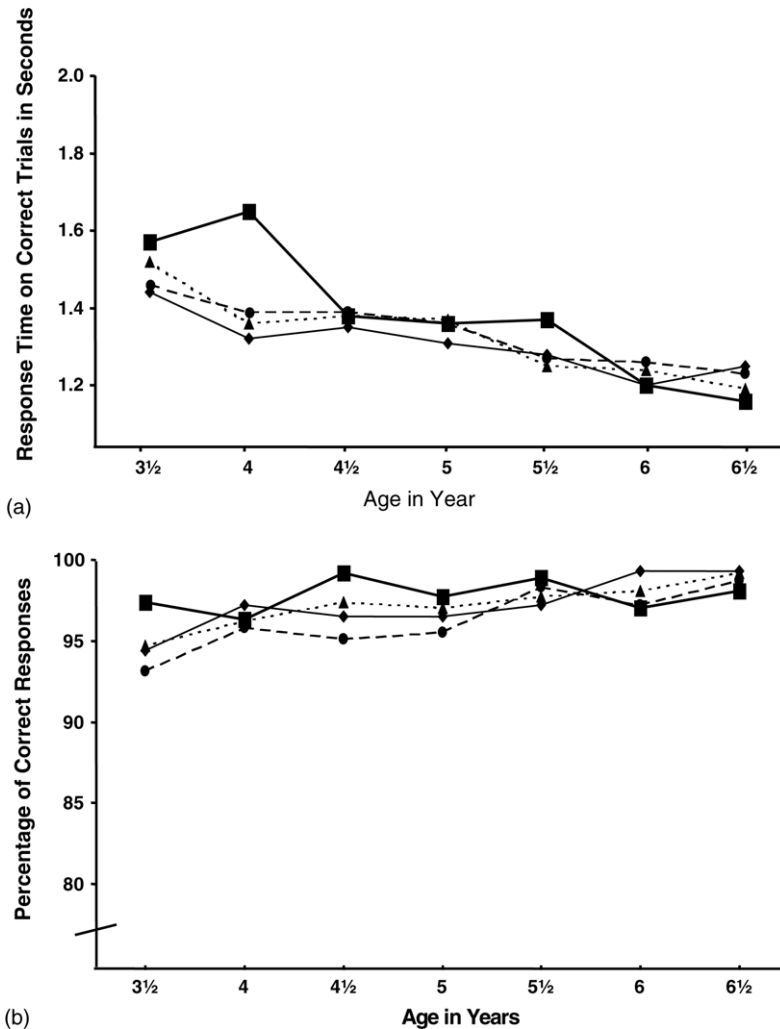 Response Time on Correct Trials in Seconds
2.0
1.8
1.6
1.4
1.2
3½ 4 4½ 5 5½ 6 6½
Age in Year
(a)
Percentage of Correct Responses
100
95
90
85
80
3½ 4 4½ 5 5½ 6 6½
Age in Years
(b)